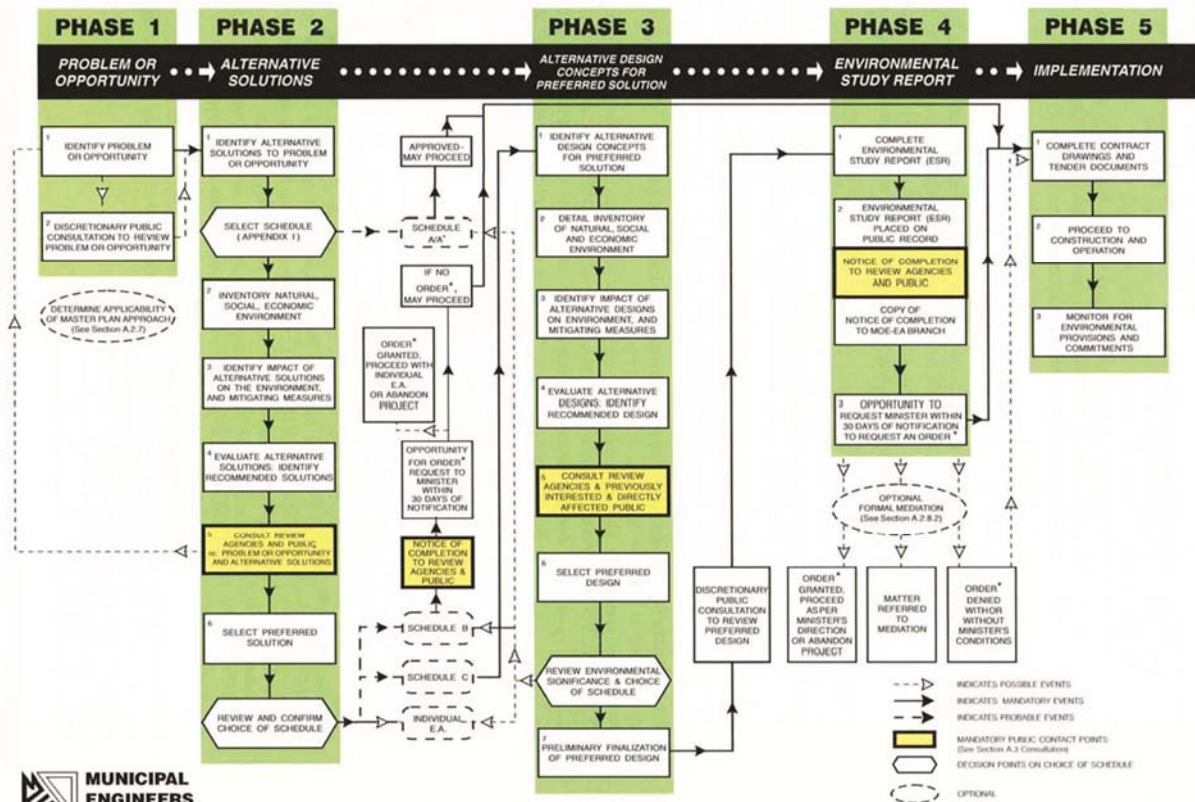 PHASE 1
PROBLEM OR
OPPORTUNITY
1
IDENTIFY PROBLEM
OR OPPORTUNITY
2
DISCRETIONARY PUBLIC
CONSULTATION TO REVIEW
PROBLEM OR OPPORTUNITY
DETERMINE APPLICABILITY
OF MASTER PLAN APPROACH
(See Section A.2.7)
PHASE 2
ALTERNATIVE
SOLUTIONS
1
IDENTIFY ALTERNATIVE
SOLUTIONS TO PROBLEM
OR OPPORTUNITY
SELECT SCHEDULE
(APPENDIX I)
2
INVENTORY NATURAL,
SOCIAL, ECONOMIC
ENVIRONMENT
3
IDENTIFY IMPACT OF
ALTERNATIVE SOLUTIONS
ON THE ENVIRONMENT,
AND MITIGATING MEASURES
4
EVALUATE ALTERNATIVE
SOLUTIONS: IDENTIFY
RECOMMENDED SOLUTIONS
5
CONSULT REVIEW
AGENCIES AND PUBLIC
RE: PROBLEM OR OPPORTUNITY
AND ALTERNATIVE SOLUTIONS
6
SELECT PREFERRED
SOLUTION
REVIEW AND CONFIRM
CHOICE OF SCHEDULE
APPROVED-
MAY PROCEED
SCHEDULE
A/A+
IF NO
ORDER*,
MAY PROCEED
ORDER*
GRANTED,
PROCEED WITH
INDIVIDUAL
E.A.
OR ABANDON
PROJECT
OPPORTUNITY
FOR ORDER*
REQUEST TO
MINISTER
WITHIN
30 DAYS OF
NOTIFICATION
NOTICE OF
COMPLETION
TO REVIEW
AGENCIES &
PUBLIC
SCHEDULE B
SCHEDULE C
INDIVIDUAL
E.A.
PHASE 3
ALTERNATIVE DESIGN
CONCEPTS FOR
PREFERRED SOLUTION
1
IDENTIFY ALTERNATIVE
DESIGN CONCEPTS
FOR PREFERRED
SOLUTION
2
DETAIL INVENTORY
OF NATURAL, SOCIAL
AND ECONOMIC
ENVIRONMENT
3
IDENTIFY IMPACT OF
ALTERNATIVE DESIGNS
ON ENVIRONMENT, AND
MITIGATING MEASURES
4
EVALUATE ALTERNATIVE
DESIGNS: IDENTIFY
RECOMMENDED DESIGN
5
CONSULT REVIEW
AGENCIES & PREVIOUSLY
INTERESTED & DIRECTLY
AFFECTED PUBLIC
6
SELECT PREFERRED
DESIGN
REVIEW ENVIRONMENTAL
SIGNIFICANCE & CHOICE
OF SCHEDULE
7
PRELIMINARY FINALIZATION
OF PREFERRED DESIGN
DISCRETIONARY
PUBLIC
CONSULTATION
TO REVIEW
PREFERRED
DESIGN
PHASE 4
ENVIRONMENTAL
STUDY REPORT
1
COMPLETE
ENVIRONMENTAL
STUDY REPORT (ESR)
2
ENVIRONMENTAL
STUDY REPORT (ESR)
PLACED ON
PUBLIC RECORD
NOTICE OF COMPLETION
TO REVIEW AGENCIES
AND PUBLIC
COPY OF
NOTICE OF COMPLETION
TO MOE-EA BRANCH
3
OPPORTUNITY TO
REQUEST MINISTER WITHIN
30 DAYS OF NOTIFICATION
TO REQUEST AN ORDER*
OPTIONAL
FORMAL MEDIATION
(See Section A.2.8.2)
ORDER*
GRANTED,
PROCEED
AS PER
MINISTER'S
DIRECTION
OR ABANDON
PROJECT
MATTER
REFERRED
TO
MEDIATION
ORDER*
DENIED
WITH OR
WITHOUT
MINISTER'S
CONDITIONS
PHASE 5
IMPLEMENTATION
1
COMPLETE CONTRACT
DRAWINGS AND
TENDER DOCUMENTS
2
PROCEED TO
CONSTRUCTION AND
OPERATION
3
MONITOR FOR
ENVIRONMENTAL
PROVISIONS AND
COMMITMENTS
INDICATES POSSIBLE EVENTS
INDICATES MANDATORY EVENTS
INDICATES PROBABLE EVENTS
MANDATORY PUBLIC CONTACT POINTS
(See Section A.3 Consultation)
DECISION POINTS ON CHOICE OF SCHEDULE
OPTIONAL
MUNICIPAL
ENGINEERS